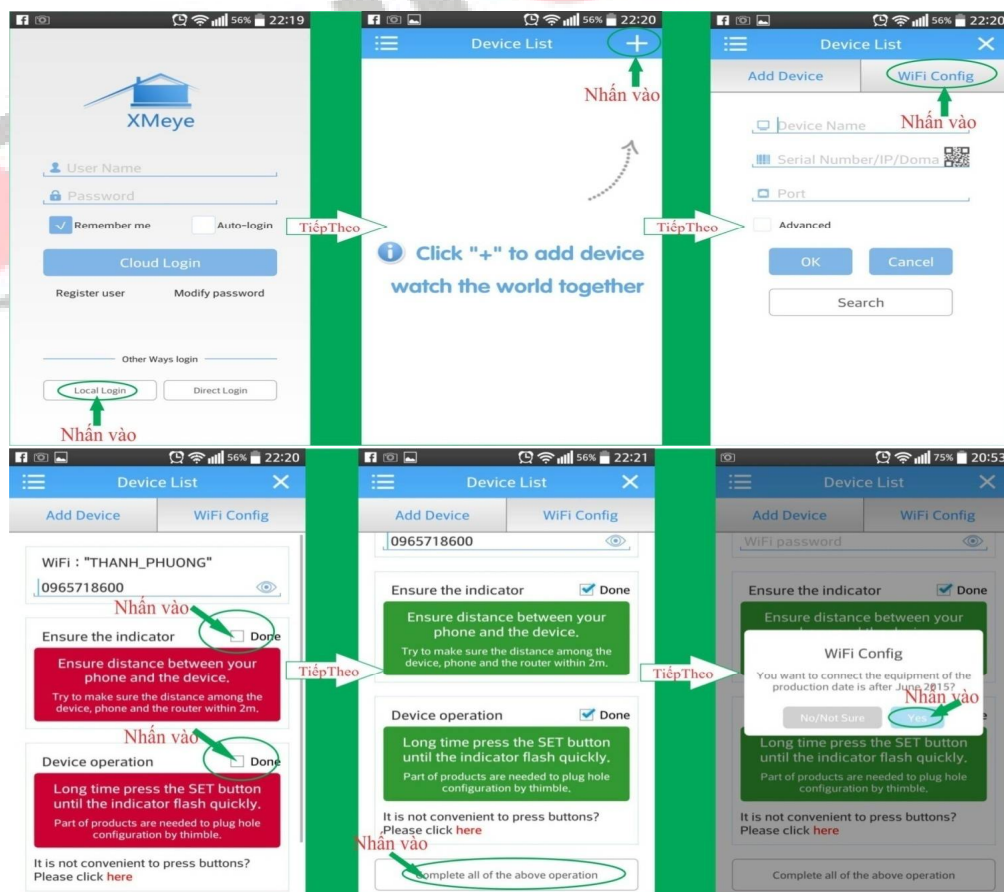 56% 22:19
XMeye
User Name
Password
Remember me Auto-login
Cloud Login
Register user Modify password
Other Ways login
Local Login Direct Login
Nhấn vào
TiếpTheo
56% 22:20
Device List
Nhấn vào
Click "+" to add device
watch the world together
TiếpTheo
56% 22:20
Device List
Add Device WiFi Config
Nhấn vào
Device Name
Serial Number/IP/Doma
Port
Advanced
OK Cancel
Search
56% 22:20
Device List
Add Device WiFi Config
WiFi : "THANH_PHUONG"
0965718600
Nhấn vào
Ensure the indicator Done
Ensure distance between your
phone and the device.
Try to make sure the distance among the
device, phone and the router within 2m.
Nhấn vào
Device operation Done
Long time press the SET button
until the indicator flash quickly.
Part of products are needed to plug hole
configuration by thimble.
It is not convenient to press buttons?
Please click here
TiếpTheo
56% 22:21
Device List
Add Device WiFi Config
0965718600
Ensure the indicator Done
Ensure distance between your
phone and the device.
Try to make sure the distance among the
device, phone and the router within 2m.
Device operation Done
Long time press the SET button
until the indicator flash quickly.
Part of products are needed to plug hole
configuration by thimble.
It is not convenient to press buttons?
Please click here
Nhấn vào
Complete all of the above operation
TiếpTheo
75% 20:53
Device List
Add Device WiFi Config
WiFi password
Ensure the indicator Done
Ensure distance between your
WiFi Config
You want to connect the equipment of the
production date is after June 2015?
Nhấn vào
No/Not Sure Yes
Long time press the SET button
until the indicator flash quickly.
Part of products are needed to plug hole
configuration by thimble.
It is not convenient to press buttons?
Please click here
Complete all of the above operation